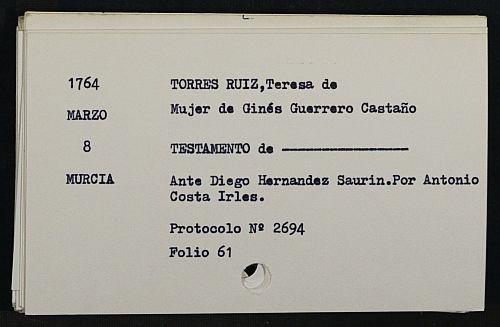 1764
TORRES RUIZ,Teresa de
MARZO
Mujer de Ginés Guerrero Castaño
8
TESTAMENTO de ————————
MURCIA
Ante Diego Hernandez Saurin.Por Antonio
Costa Irles.
Protocolo Nº 2694
Folio 61